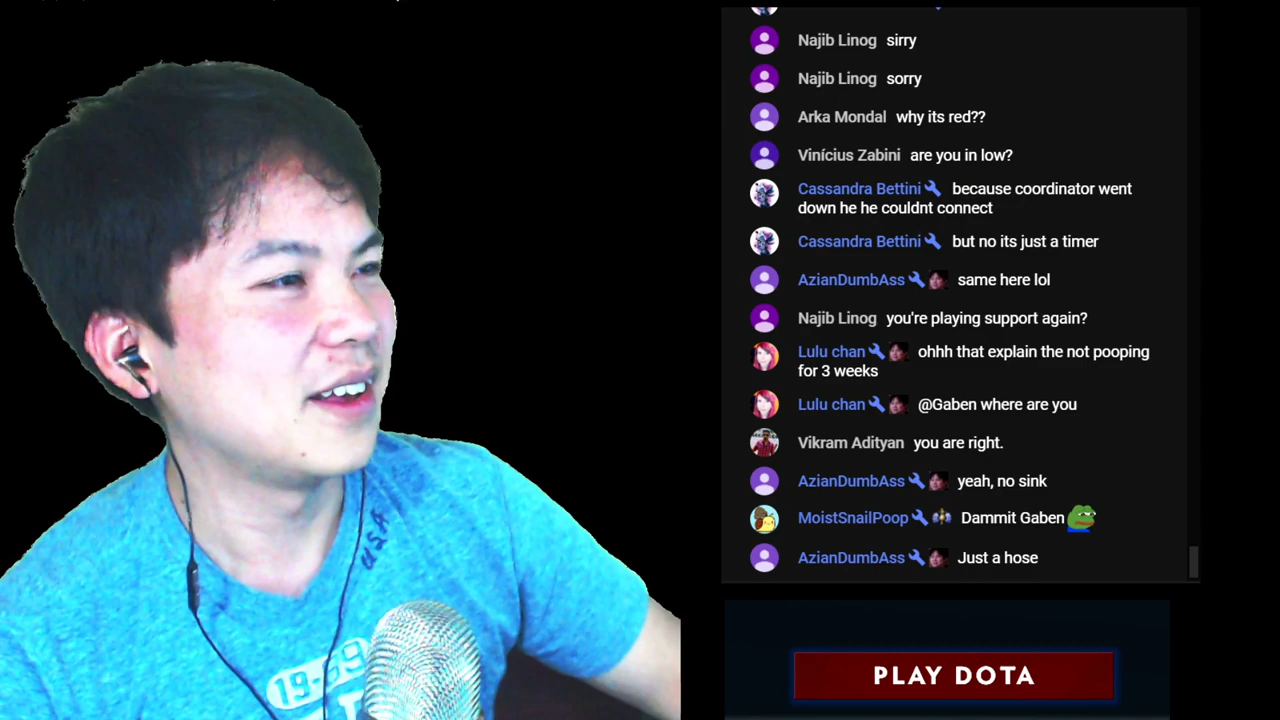 Najib Linog sirry
Najib Linog sorry
Arka Mondal why its red??
Vinícius Zabini are you in low?
Cassandra Bettini because coordinator went
down he he couldnt connect
Cassandra Bettini but no its just a timer
AzianDumbAss same here lol
Najib Linog you're playing support again?
Lulu chan ohhh that explain the not pooping
for 3 weeks
Lulu chan @Gaben where are you
Vikram Adityan you are right.
AzianDumbAss yeah, no sink
MoistSnailPoop Dammit Gaben
AzianDumbAss Just a hose
USA
19-69
PLAY DOTA